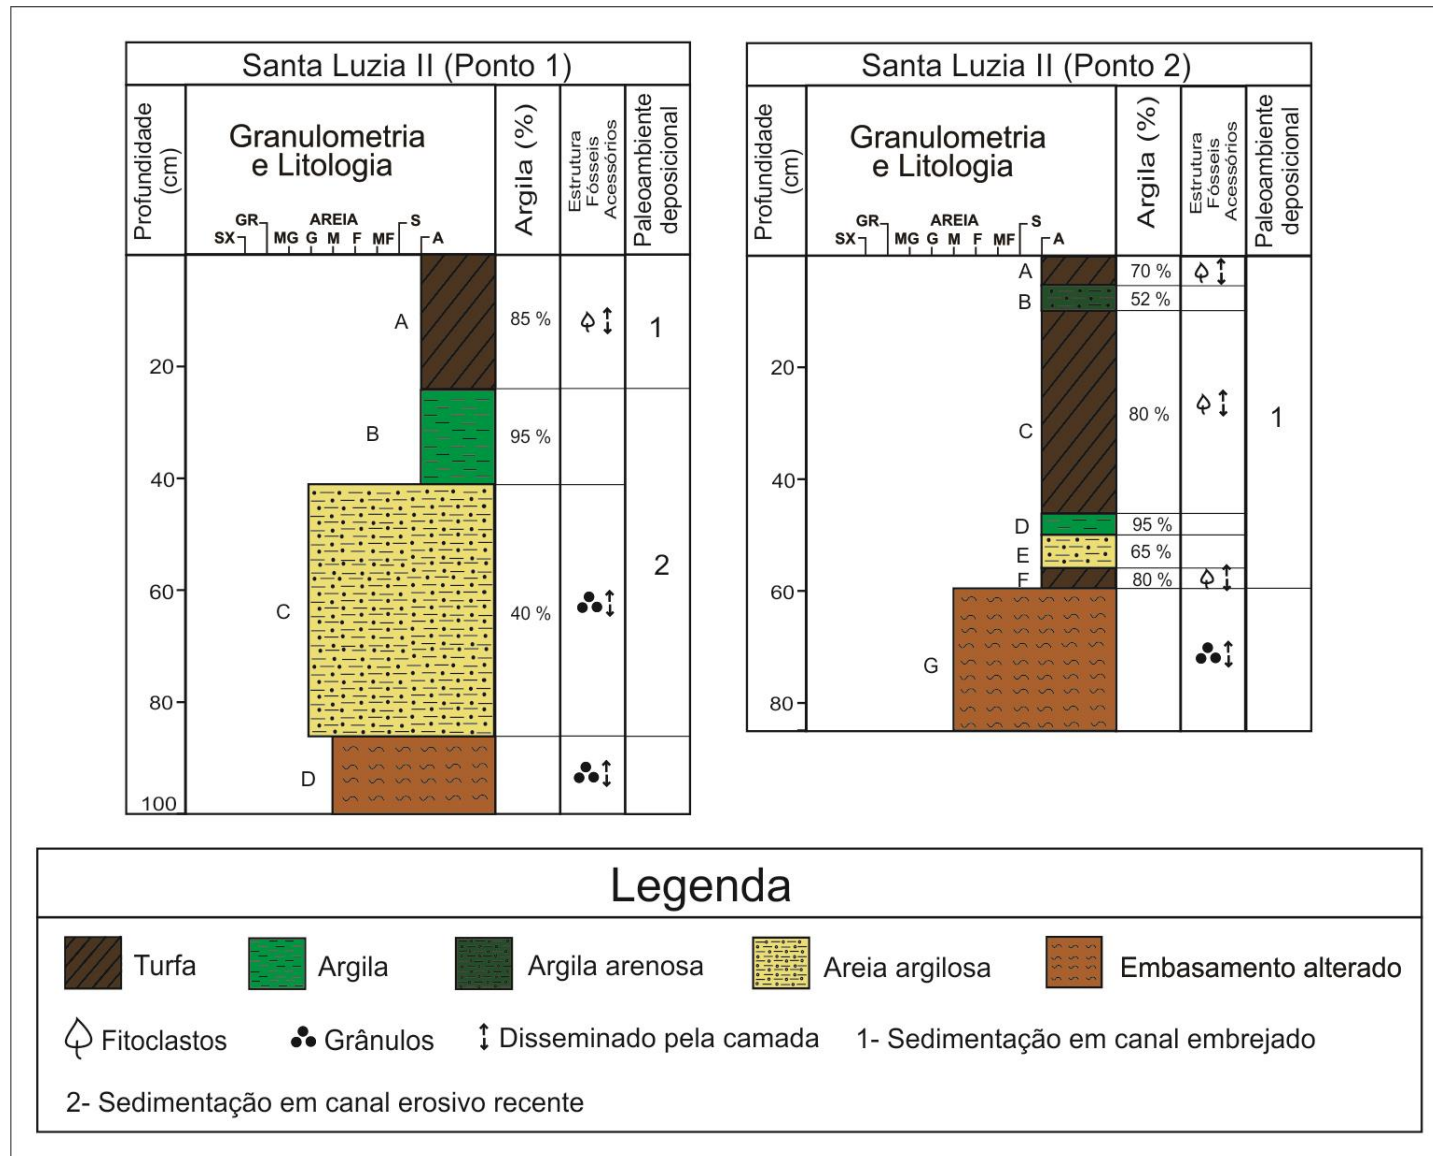 Santa Luzia II (Ponto 1)
Profundidade (cm)
Granulometria
e Litologia
GR AREIA S
SX MG G M F MF A
Argila (%)
Estrutura
Fósseis
Acessórios
Paleoambiente
deposicional
A 85 % 1
20
B 95 %
40
2
60
C 40 %
80
D
100
Santa Luzia II (Ponto 2)
Profundidade (cm)
Granulometria
e Litologia
GR AREIA S
SX MG G M F MF A
Argila (%)
Estrutura
Fósseis
Acessórios
Paleoambiente
deposicional
A 70 %
B 52 %
20
C 80 % 1
40
D 95 %
E 65 %
F 80 %
60
G
80
Legenda
Turfa Argila Argila arenosa Areia argilosa Embasamento alterado
Fitoclastos Grânulos Disseminado pela camada 1- Sedimentação em canal embrejado
2- Sedimentação em canal erosivo recente